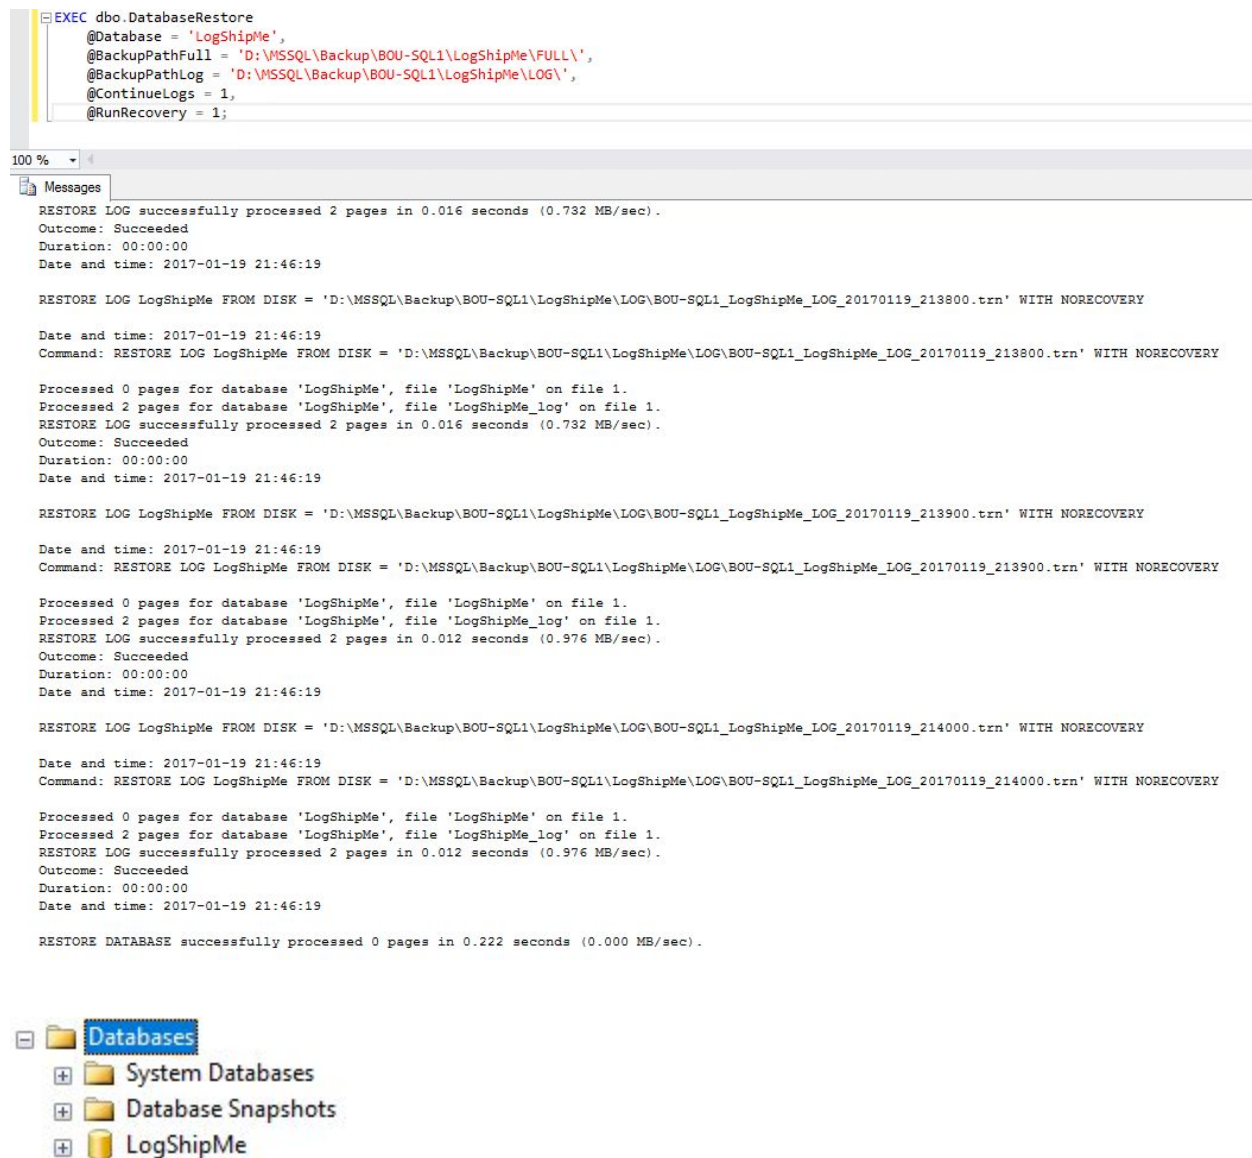 EXEC dbo.DatabaseRestore
@Database = 'LogShipMe',
@BackupPathFull = 'D:\MSSQL\Backup\BOU-SQL1\LogShipMe\FULL\',
@BackupPathLog = 'D:\MSSQL\Backup\BOU-SQL1\LogShipMe\LOG\',
@ContinueLogs = 1,
@RunRecovery = 1;
100 %
Messages
RESTORE LOG successfully processed 2 pages in 0.016 seconds (0.732 MB/sec).
Outcome: Succeeded
Duration: 00:00:00
Date and time: 2017-01-19 21:46:19
RESTORE LOG LogShipMe FROM DISK = 'D:\MSSQL\Backup\BOU-SQL1\LogShipMe\LOG\BOU-SQL1_LogShipMe_LOG_20170119_213800.trn' WITH NORECOVERY
Date and time: 2017-01-19 21:46:19
Command: RESTORE LOG LogShipMe FROM DISK = 'D:\MSSQL\Backup\BOU-SQL1\LogShipMe\LOG\BOU-SQL1_LogShipMe_LOG_20170119_213800.trn' WITH NORECOVERY
Processed 0 pages for database 'LogShipMe', file 'LogShipMe' on file 1.
Processed 2 pages for database 'LogShipMe', file 'LogShipMe_log' on file 1.
RESTORE LOG successfully processed 2 pages in 0.016 seconds (0.732 MB/sec).
Outcome: Succeeded
Duration: 00:00:00
Date and time: 2017-01-19 21:46:19
RESTORE LOG LogShipMe FROM DISK = 'D:\MSSQL\Backup\BOU-SQL1\LogShipMe\LOG\BOU-SQL1_LogShipMe_LOG_20170119_213900.trn' WITH NORECOVERY
Date and time: 2017-01-19 21:46:19
Command: RESTORE LOG LogShipMe FROM DISK = 'D:\MSSQL\Backup\BOU-SQL1\LogShipMe\LOG\BOU-SQL1_LogShipMe_LOG_20170119_213900.trn' WITH NORECOVERY
Processed 0 pages for database 'LogShipMe', file 'LogShipMe' on file 1.
Processed 2 pages for database 'LogShipMe', file 'LogShipMe_log' on file 1.
RESTORE LOG successfully processed 2 pages in 0.012 seconds (0.976 MB/sec).
Outcome: Succeeded
Duration: 00:00:00
Date and time: 2017-01-19 21:46:19
RESTORE LOG LogShipMe FROM DISK = 'D:\MSSQL\Backup\BOU-SQL1\LogShipMe\LOG\BOU-SQL1_LogShipMe_LOG_20170119_214000.trn' WITH NORECOVERY
Date and time: 2017-01-19 21:46:19
Command: RESTORE LOG LogShipMe FROM DISK = 'D:\MSSQL\Backup\BOU-SQL1\LogShipMe\LOG\BOU-SQL1_LogShipMe_LOG_20170119_214000.trn' WITH NORECOVERY
Processed 0 pages for database 'LogShipMe', file 'LogShipMe' on file 1.
Processed 2 pages for database 'LogShipMe', file 'LogShipMe_log' on file 1.
RESTORE LOG successfully processed 2 pages in 0.012 seconds (0.976 MB/sec).
Outcome: Succeeded
Duration: 00:00:00
Date and time: 2017-01-19 21:46:19
RESTORE DATABASE successfully processed 0 pages in 0.222 seconds (0.000 MB/sec).
Databases
System Databases
Database Snapshots
LogShipMe